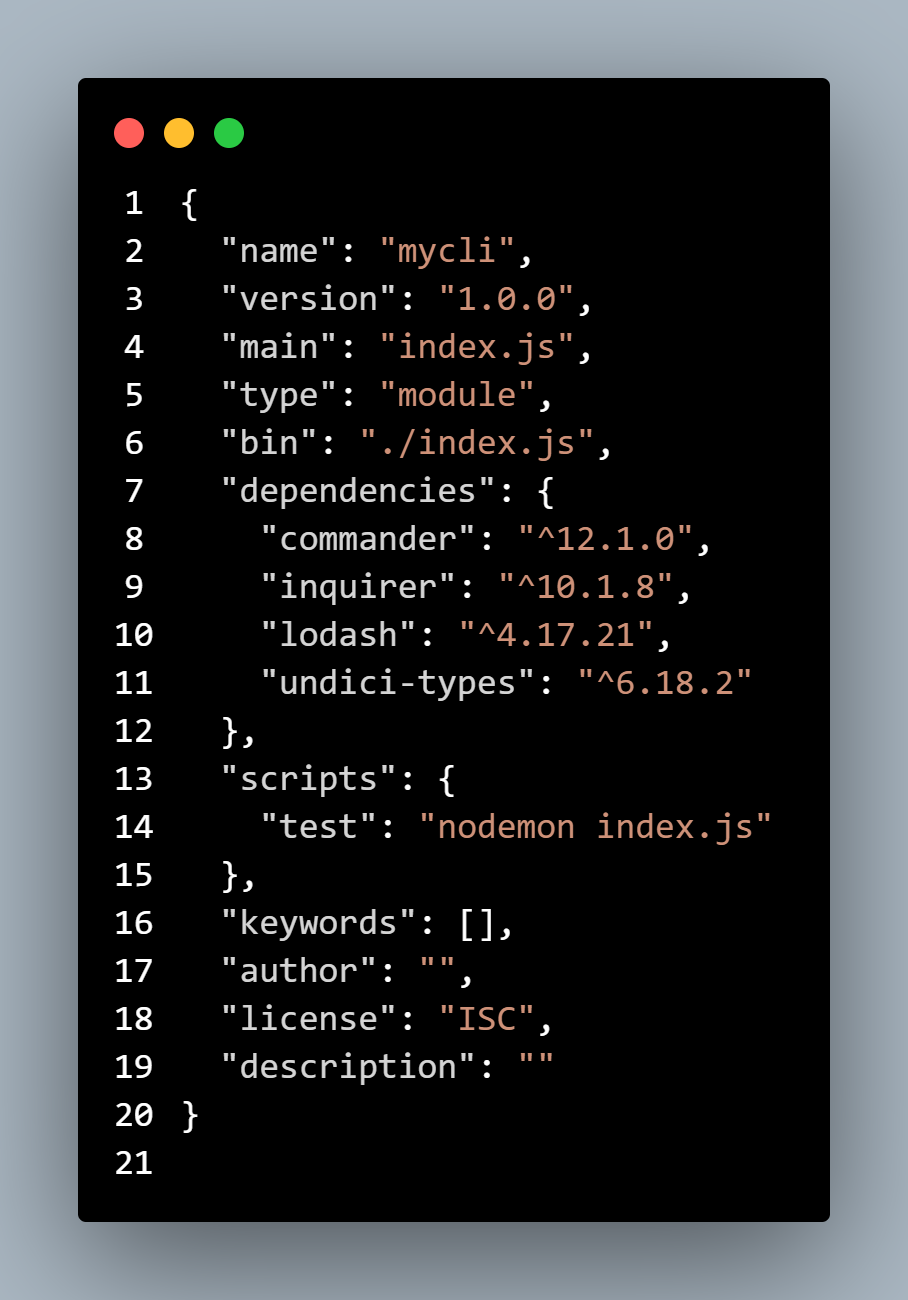 1 {
2   "name": "mycli",
3   "version": "1.0.0",
4   "main": "index.js",
5   "type": "module",
6   "bin": "./index.js",
7   "dependencies": {
8     "commander": "^12.1.0",
9     "inquirer": "^10.1.8",
10     "lodash": "^4.17.21",
11     "undici-types": "^6.18.2"
12   },
13   "scripts": {
14     "test": "nodemon index.js"
15   },
16   "keywords": [],
17   "author": "",
18   "license": "ISC",
19   "description": ""
20 }
21